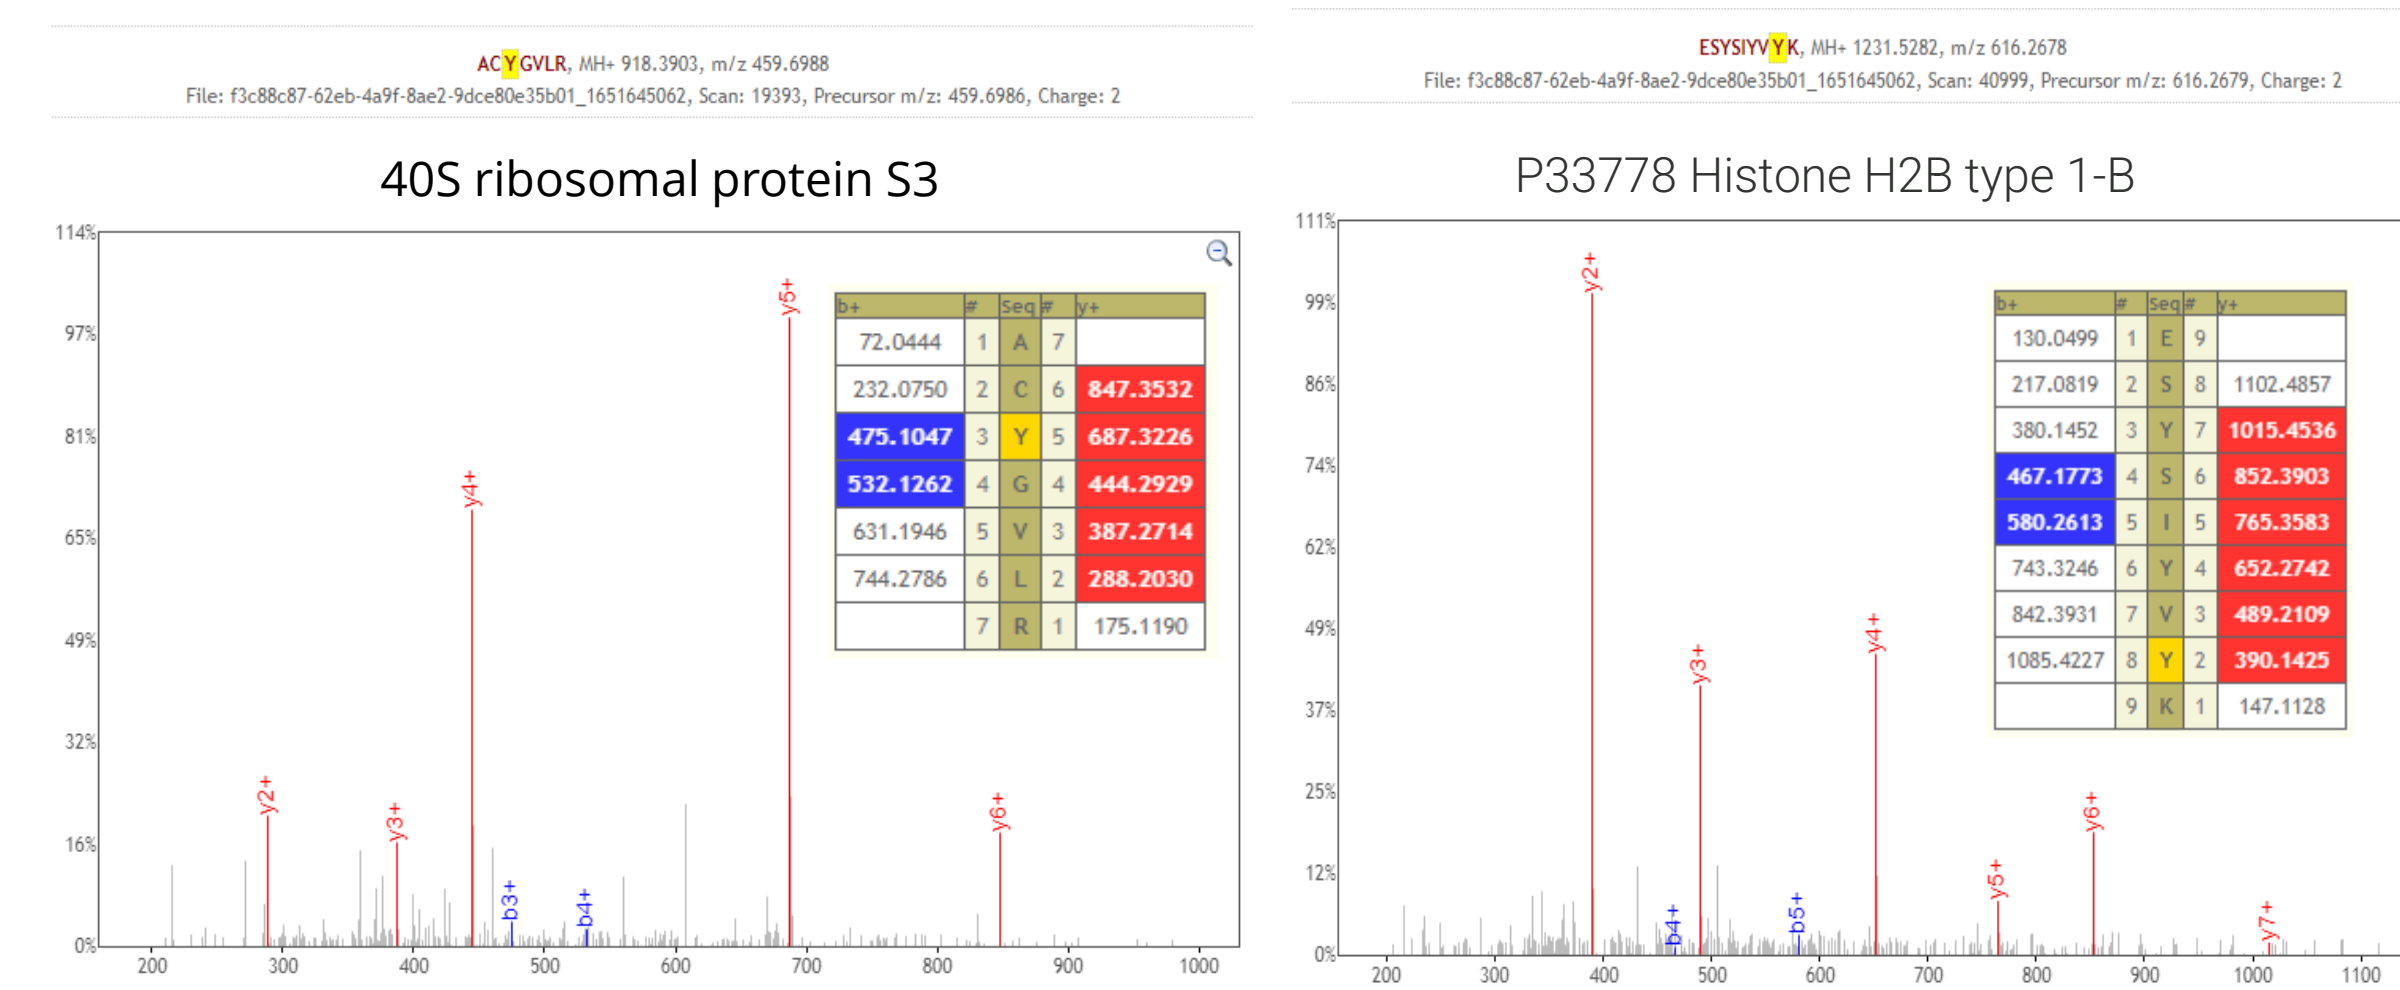 ACYGVLR, MH+ 918.3903, m/z 459.6988
File: f3c88c87-62eb-4a9f-8ae2-9dce80e35b01_1651645062, Scan: 19393, Precursor m/z: 459.6986, Charge: 2
40S ribosomal protein S3
114%
97%
81%
65%
49%
32%
16%
0%
y2+
y3+
y4+
b3+
b4+
y5+
y6+
b+ # Seq # y+
72.0444 1 A 7
232.0750 2 C 6 847.3532
475.1047 3 Y 5 687.3226
532.1262 4 G 4 444.2929
631.1946 5 V 3 387.2714
744.2786 6 L 2 288.2030
7 R 1 175.1190
200 300 400 500 600 700 800 900 1000
ESYSIYVYK, MH+ 1231.5282, m/z 616.2678
File: f3c88c87-62eb-4a9f-8ae2-9dce80e35b01_1651645062, Scan: 40999, Precursor m/z: 616.2679, Charge: 2
P33778 Histone H2B type 1-B
111%
99%
86%
74%
62%
49%
37%
25%
12%
0%
y2+
b4+
y3+
b5+
y4+
y5+
y6+
y7+
b+ # Seq # y+
130.0499 1 E 9
217.0819 2 S 8 1102.4857
380.1452 3 Y 7 1015.4536
467.1773 4 S 6 852.3903
580.2613 5 I 5 765.3583
743.3246 6 Y 4 652.2742
842.3931 7 V 3 489.2109
1085.4227 8 Y 2 390.1425
9 K 1 147.1128
200 300 400 500 600 700 800 900 1000 1100